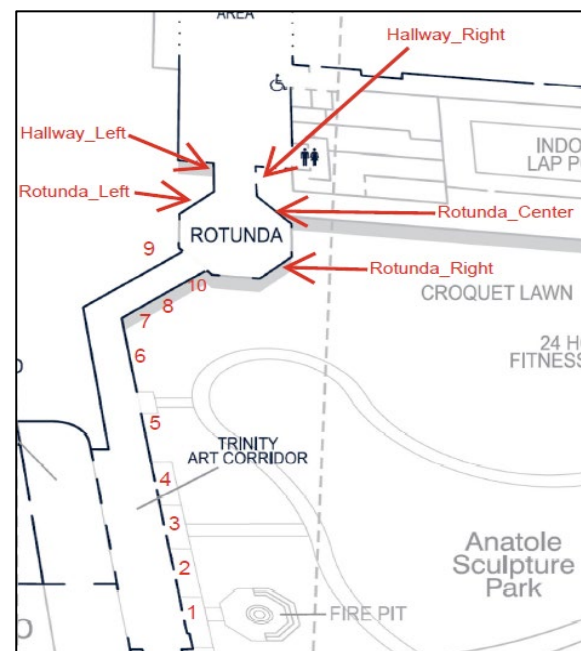 AREA
Hallway_Right
Hallway_Left
INDO
LAP PO
Rotunda_Left
Rotunda_Center
ROTUNDA
9
Rotunda_Right
10
CROQUET LAWN
8
7
24 H
FITNESS
6
5
TRINITY
ART CORRIDOR
4
3
Anatole
Sculpture
Park
2
1
FIRE PIT